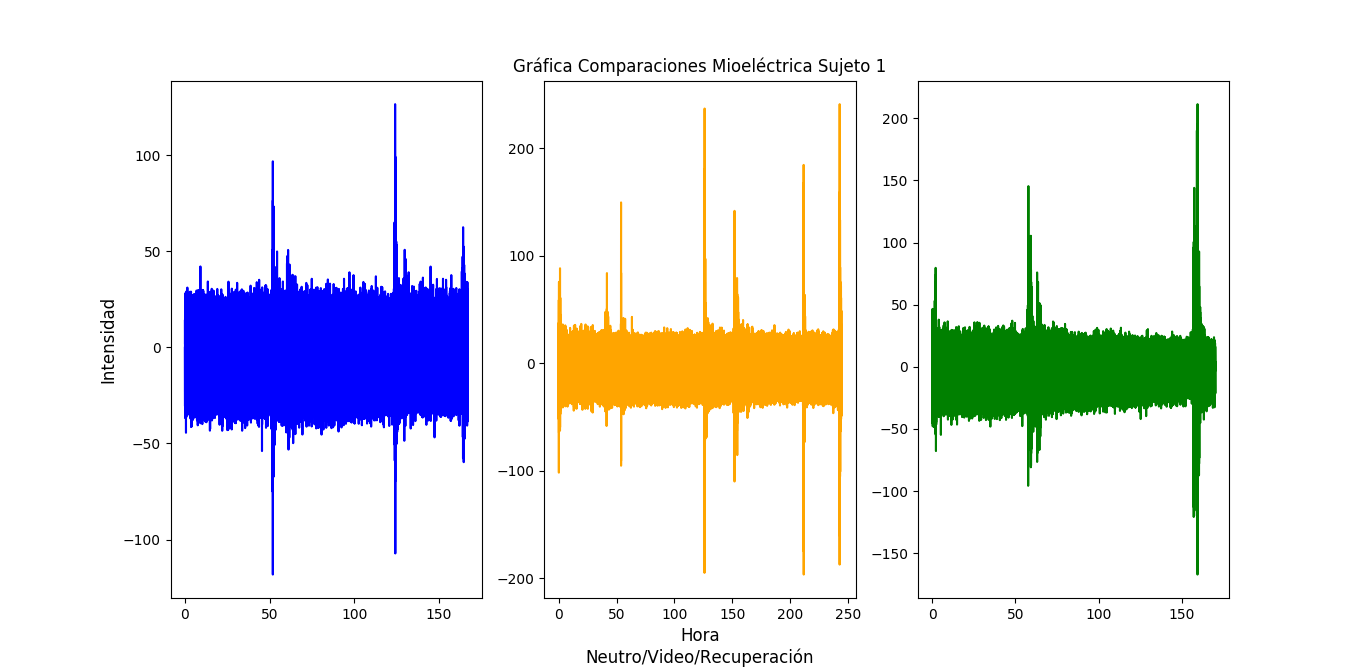 Gráfica Comparaciones Mioeléctrica Sujeto 1
Intensidad
100
50
0
−50
−100
0 50 100 150
200
100
0
−100
−200
0 50 100 150 200 250
200
150
100
50
0
−50
−100
−150
0 50 100 150
Hora
Neutro/Video/Recuperación